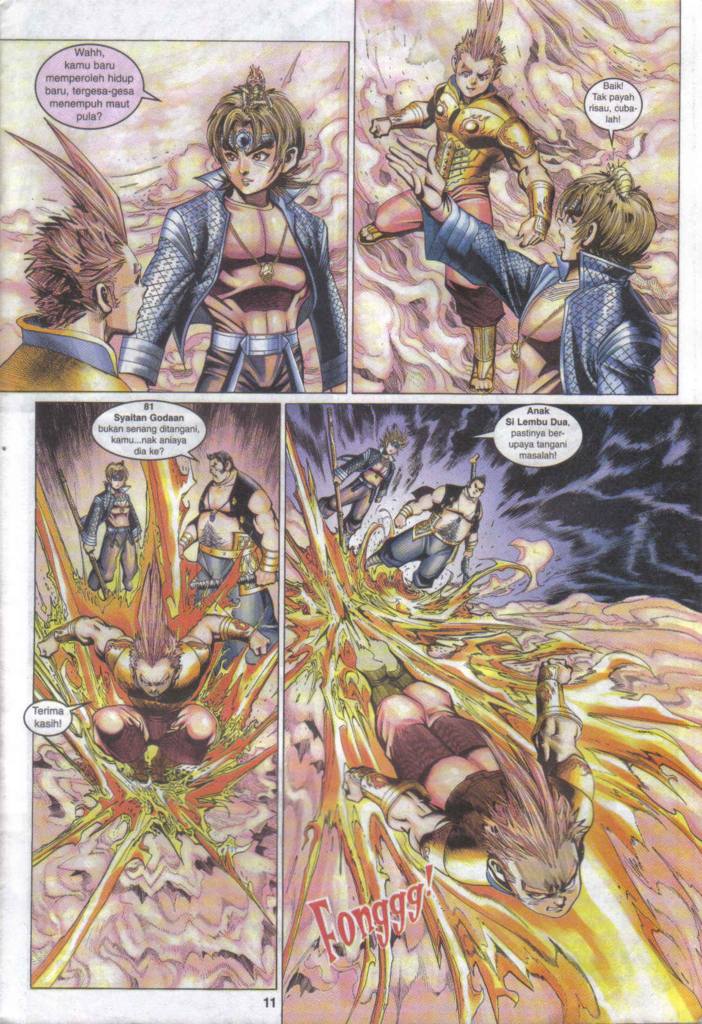 Wahh,
kamu baru
memperoleh hidup
baru, tergesa-gesa
menempuh maut
pula?
Baik!
Tak payah
risau, cuba-
lah!
81
Syaitan Godaan
bukan senang ditangani,
kamu...nak aniaya
dia ke?
Terima
kasih!
Anak
Si Lembu Dua,
pastinya ber-
upaya tangani
masalah!
Fonggg!
11